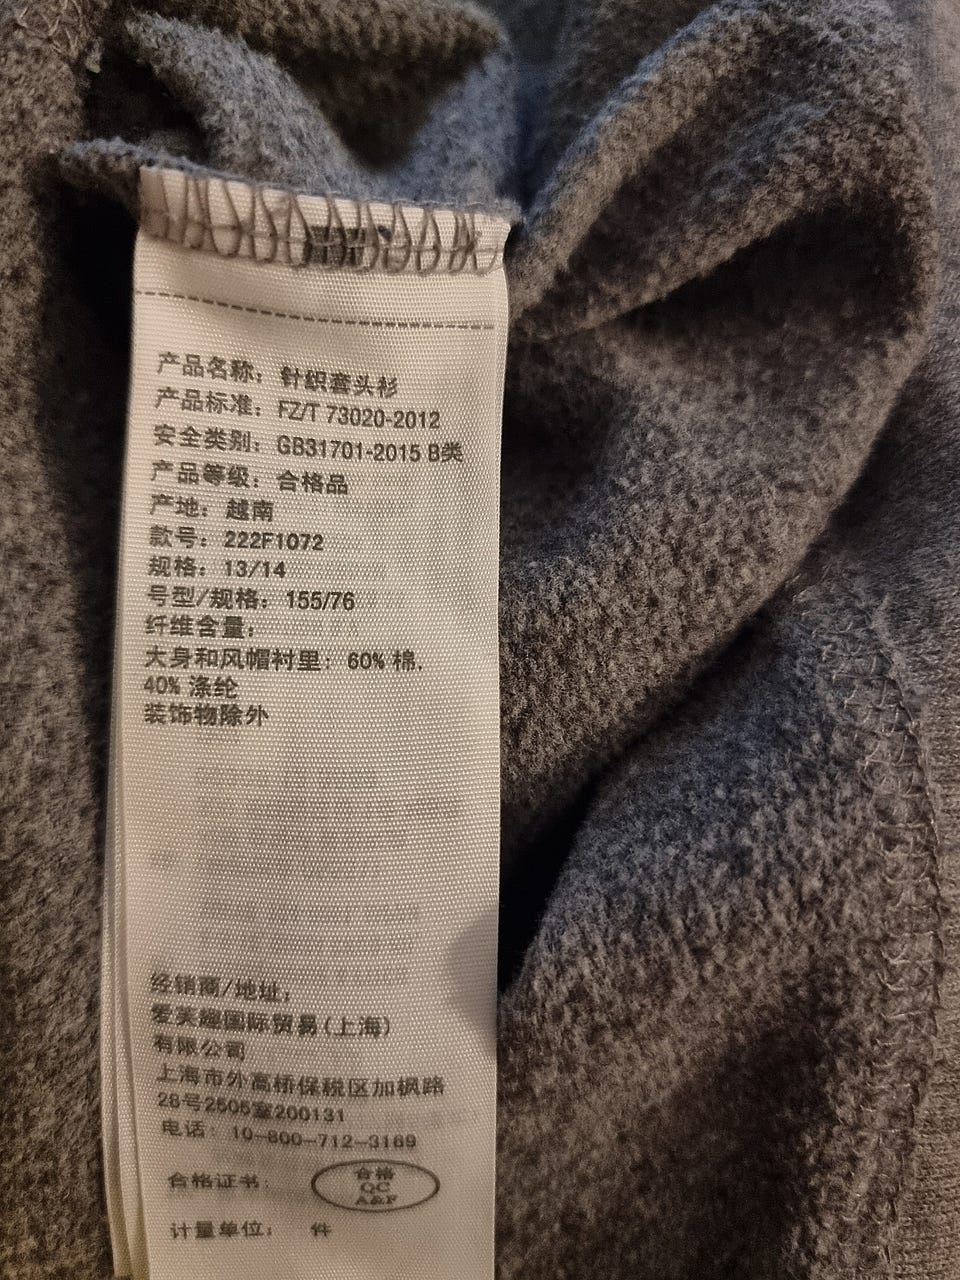 产品名称：针织套头衫
产品标准：FZ/T 73020-2012
安全类别：GB31701-2015 B类
产品等级：合格品
产地：越南
款号：222F1072
规格：13/14
号型/规格：155/76
纤维含量：
大身和风帽衬里：60% 棉,
40% 涤纶
装饰物除外
经销商/地址：
爱芙趣国际贸易(上海)
有限公司
上海市外高桥保税区加枫路
28号2505室200131
电话：10-800-712-3169
合格证书：
合格
QC
A&F
计量单位： 件